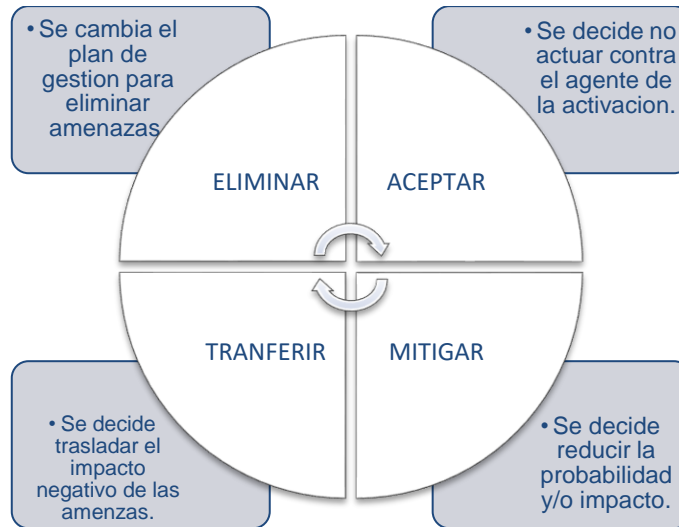 • Se cambia el
plan de
gestion para
eliminar
amenazas
• Se decide no
actuar contra
el agente de
la activacion.
ELIMINAR
ACEPTAR
TRANFERIR
MITIGAR
• Se decide
trasladar el
impacto
negativo de las
amenzas.
• Se decide
reducir la
probabilidad
y/o impacto.